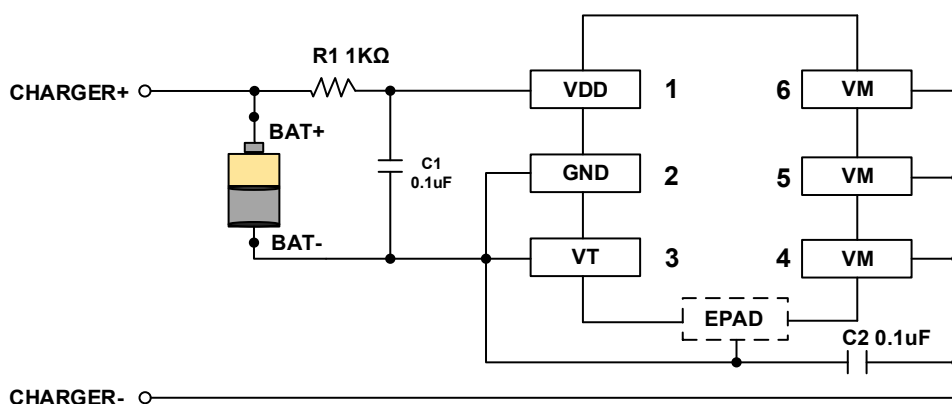 R1 1KΩ
CHARGER+
VDD
1
6
VM
BAT+
C1
0.1uF
GND
2
5
VM
BAT-
VT
3
4
VM
EPAD
C2 0.1uF
CHARGER-